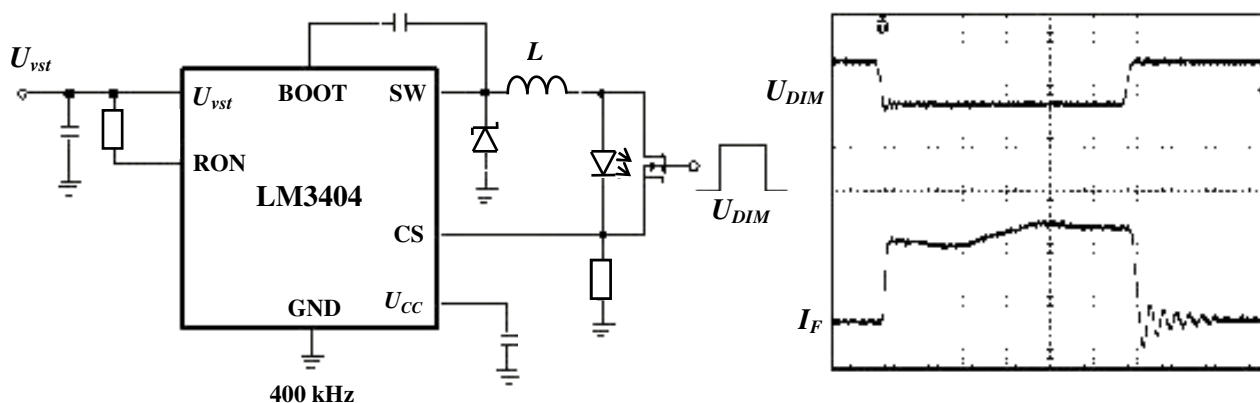 U_vst
U_vst
BOOT
SW
L
RON
LM3404
CS
U_DIM
GND
U_CC
400 kHz
U_DIM
I_F